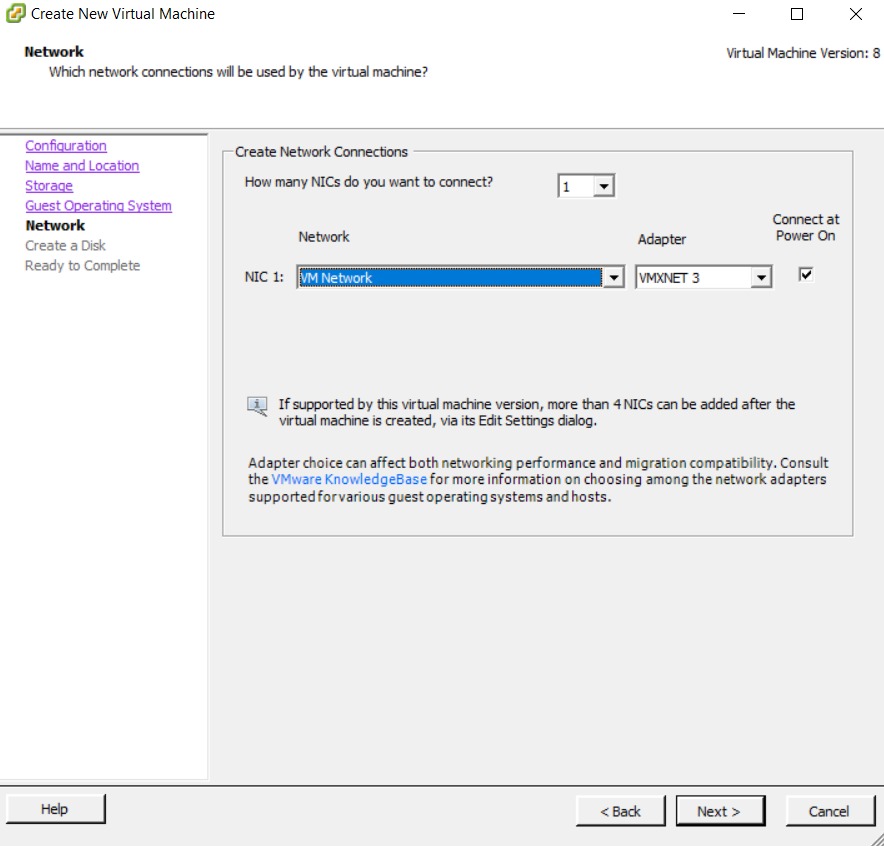 Create New Virtual Machine
Network
Which network connections will be used by the virtual machine?
Virtual Machine Version: 8
Configuration
Name and Location
Storage
Guest Operating System
Network
Create a Disk
Ready to Complete
Create Network Connections
How many NICs do you want to connect?
1
Network
Adapter
Connect at
Power On
NIC 1:
VM Network
VMXNET 3
If supported by this virtual machine version, more than 4 NICs can be added after the
virtual machine is created, via its Edit Settings dialog.
Adapter choice can affect both networking performance and migration compatibility. Consult
the VMware KnowledgeBase for more information on choosing among the network adapters
supported for various guest operating systems and hosts.
Help
< Back
Next >
Cancel